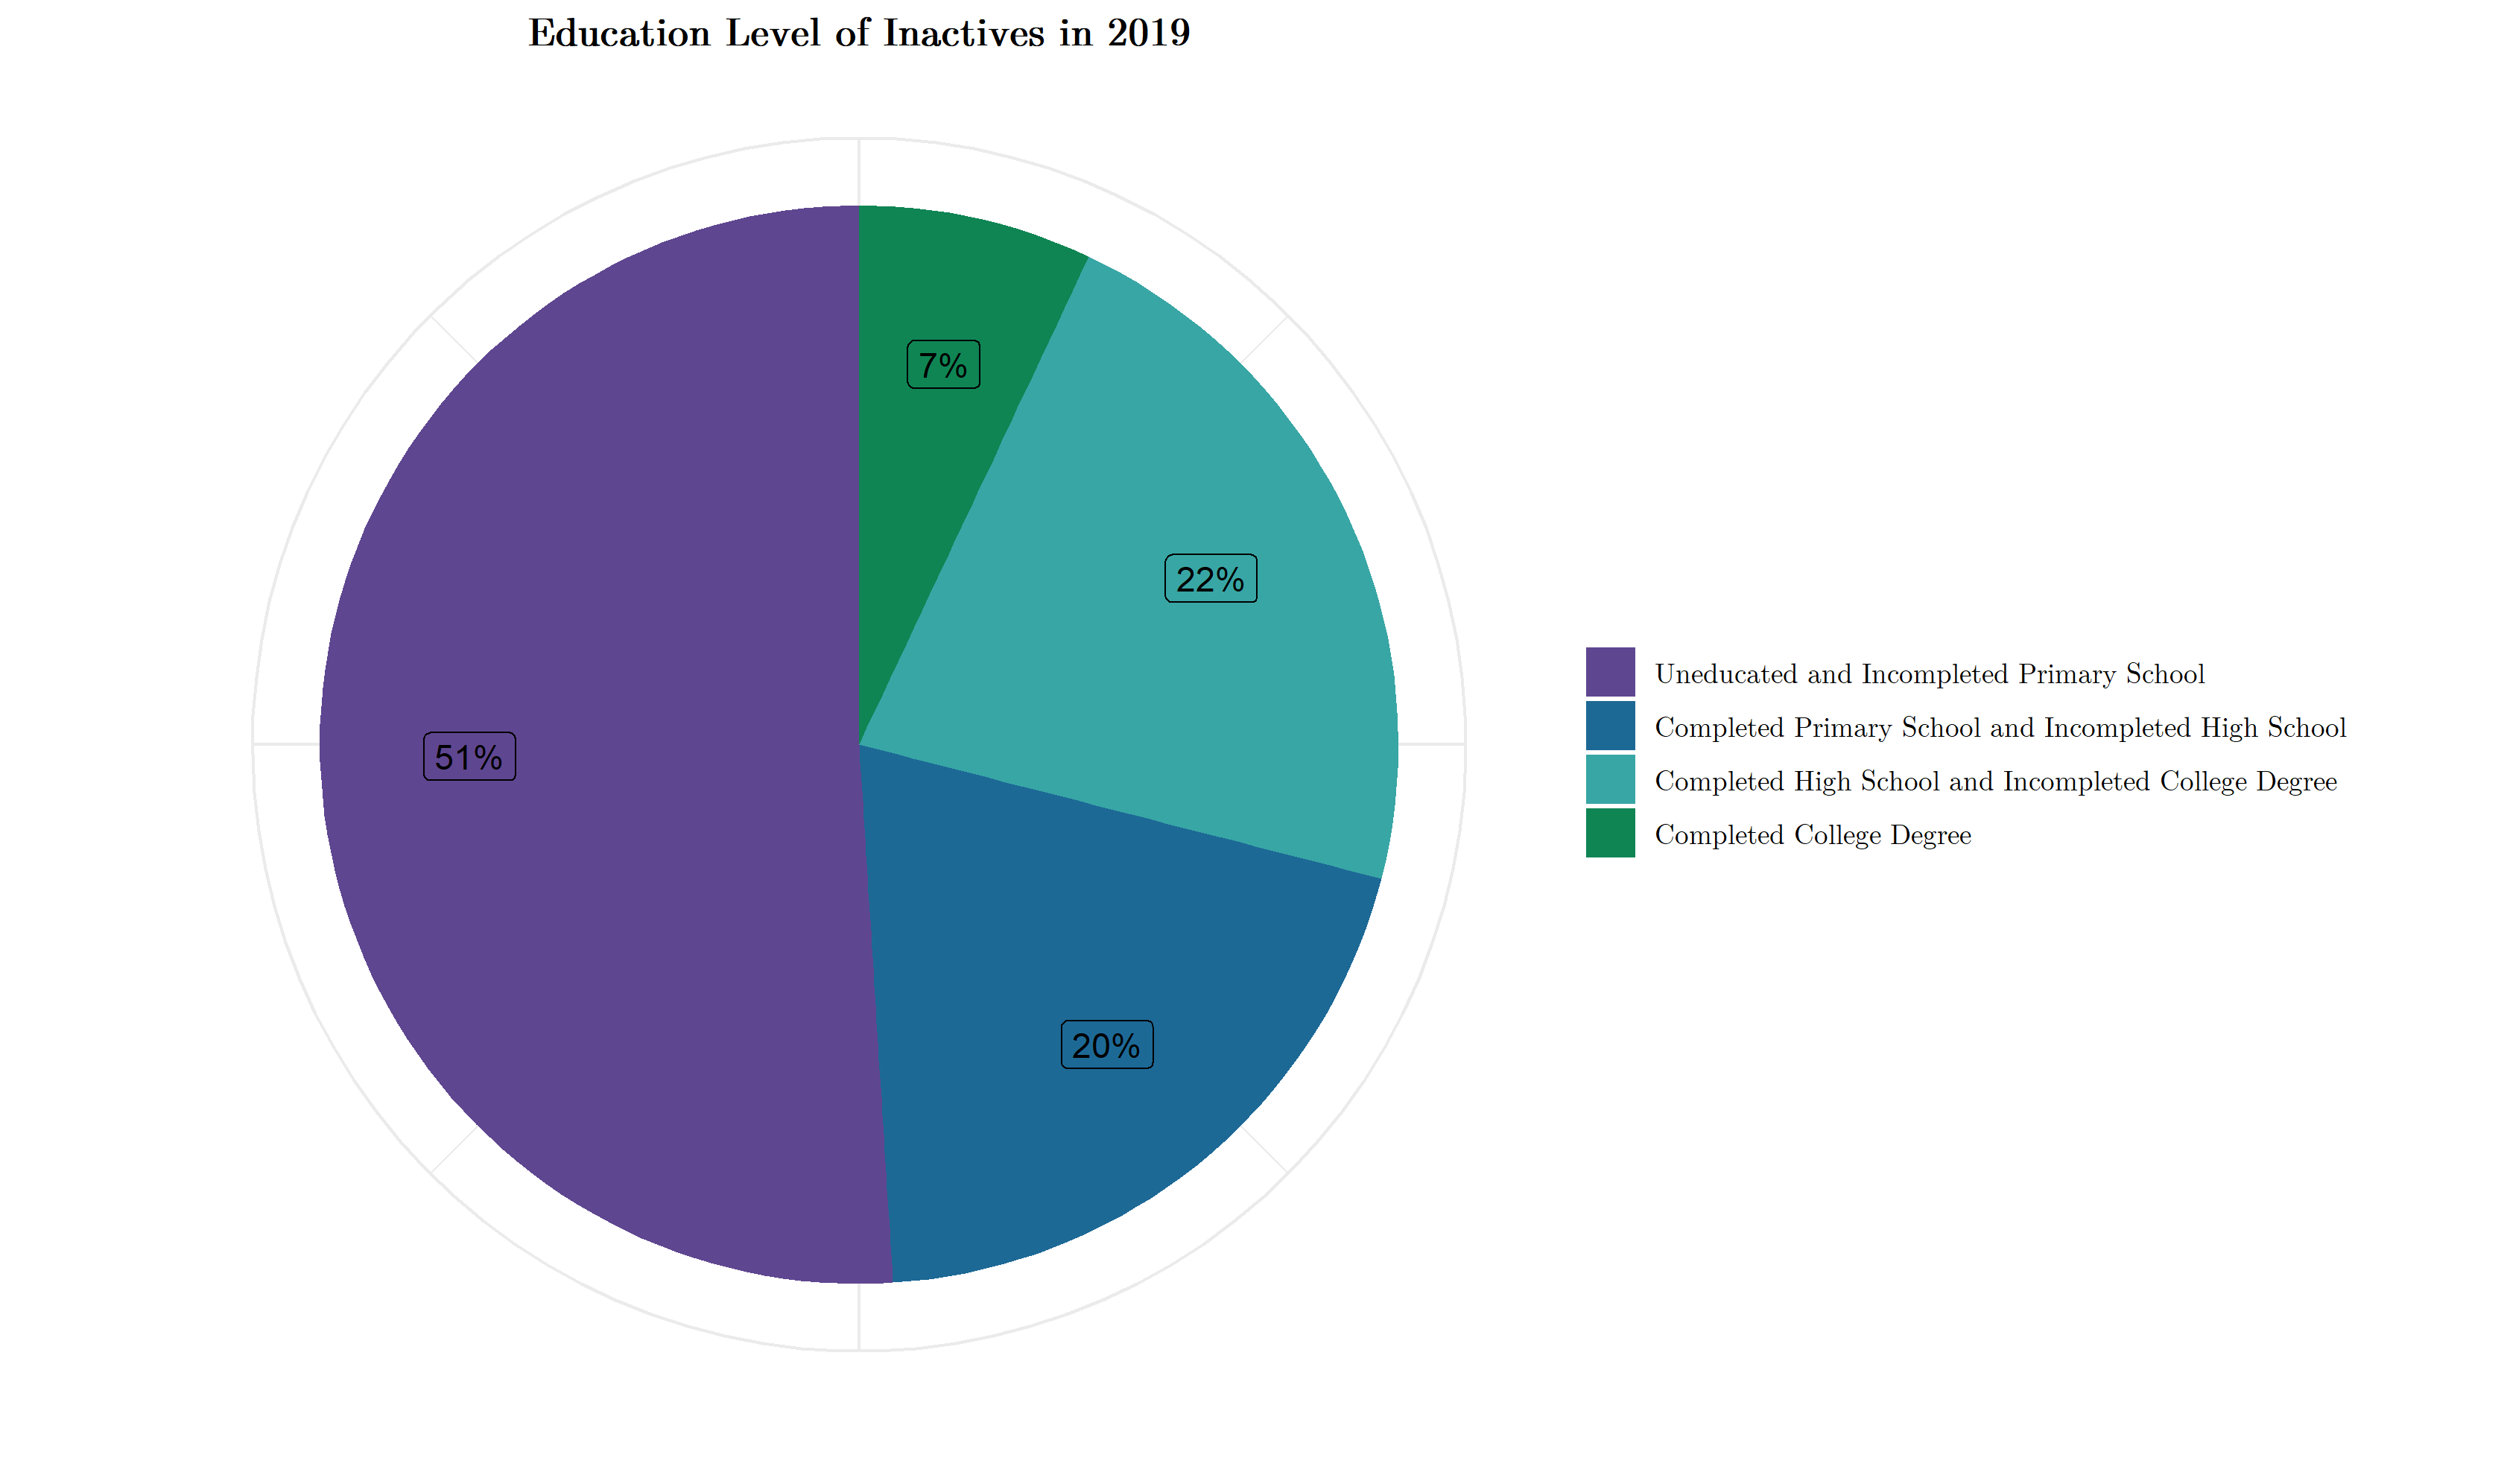 Education Level of Inactives in 2019
7%
22%
51%
20%
Uneducated and Incompleted Primary School
Completed Primary School and Incompleted High School
Completed High School and Incompleted College Degree
Completed College Degree